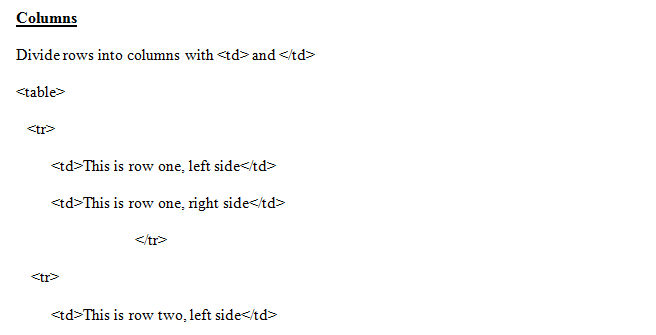 Columns
Divide rows into columns with <td> and </td>
<table>
<tr>
<td>This is row one, left side</td>
<td>This is row one, right side</td>
</tr>
<tr>
<td>This is row two, left side</td>